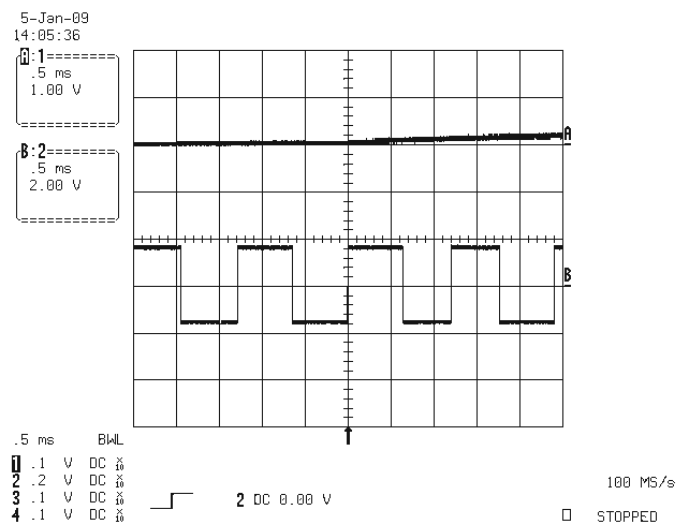 5-Jan-09
14:05:36
A:1
.5 ms
1.00 V
B:2
.5 ms
2.00 V
A
B
.5 ms BWL
1 .1 V DC X10
2 .2 V DC X10
3 .1 V DC X10
4 .1 V DC X10
2 DC 0.00 V
100 MS/s
STOPPED